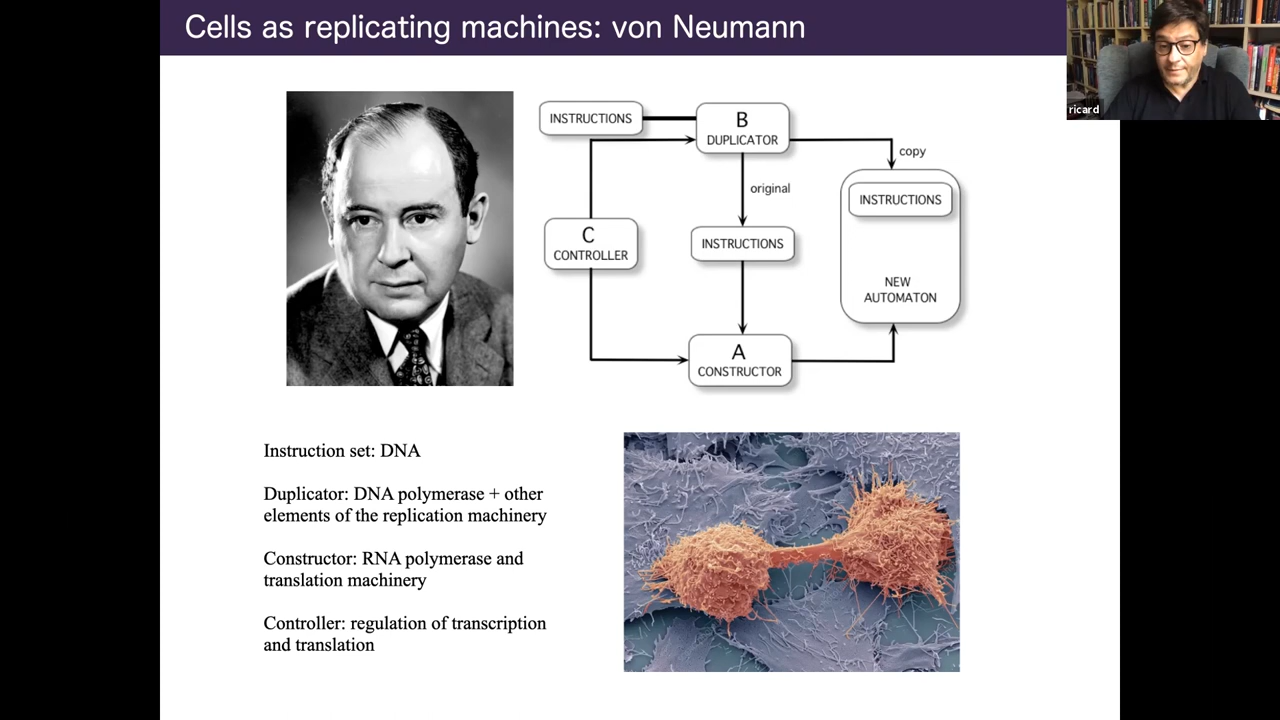 Cells as replicating machines: von Neumann
ricard
INSTRUCTIONS
B
DUPLICATOR
copy
original
INSTRUCTIONS
C
CONTROLLER
INSTRUCTIONS
NEW
AUTOMATON
A
CONSTRUCTOR
Instruction set: DNA
Duplicator: DNA polymerase + other
elements of the replication machinery
Constructor: RNA polymerase and
translation machinery
Controller: regulation of transcription
and translation